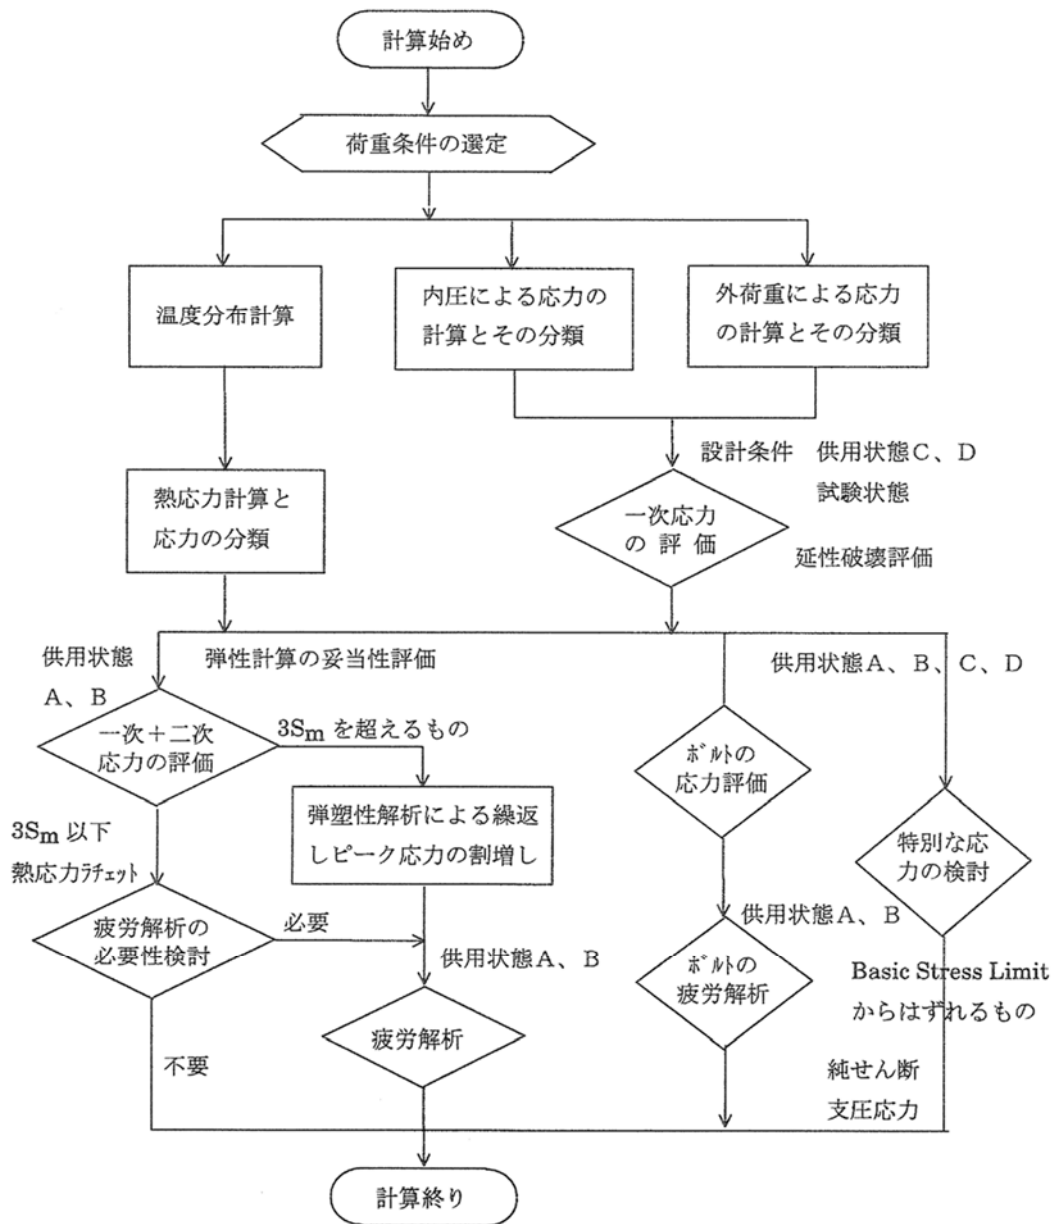 計算始め
荷重条件の選定
温度分布計算
内圧による応力の
計算とその分類
外荷重による応力
の計算とその分類
設計条件 供用状態C、D
試験状態
熱応力計算と
応力の分類
一次応力
の 評 価
延性破壊評価
供用状態
A、B
弾性計算の妥当性評価
供用状態A、B、C、D
一次+二次
応力の評価
3Smを超えるもの
ボルトの
応力評価
弾塑性解析による繰返
しピーク応力の割増し
3Sm以下
熱応力ラチェット
特別な応
力の検討
疲労解析の
必要性検討
必要
供用状態A、B
供用状態A、B
ボルトの
疲労解析
Basic Stress Limit
からはずれるもの
疲労解析
不要
純せん断
支圧応力
計算終り